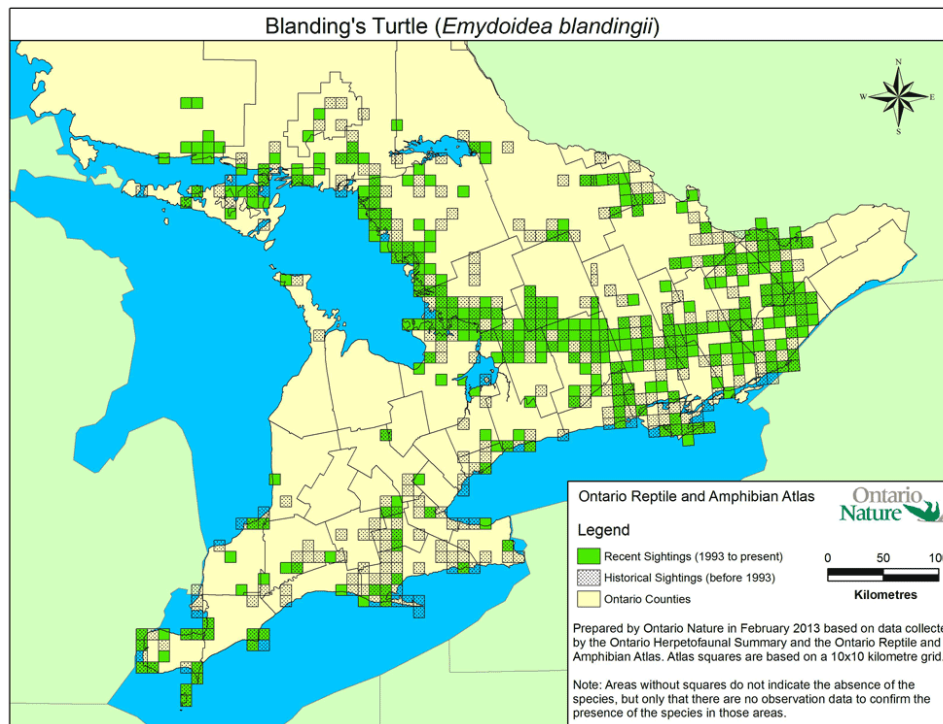 Blanding's Turtle (Emydoidea blandingii)
N
W E
S
Ontario Reptile and Amphibian Atlas
Ontario
Nature
Legend
Recent Sightings (1993 to present)
Historical Sightings (before 1993)
Ontario Counties
0 50 100
Kilometres
Prepared by Ontario Nature in February 2013 based on data collecte
by the Ontario Herpetofaunal Summary and the Ontario Reptile and
Amphibian Atlas. Atlas squares are based on a 10x10 kilometre grid.
Note: Areas without squares do not indicate the absence of the
species, but only that there are no observation data to confirm the
presence of the species in those areas.